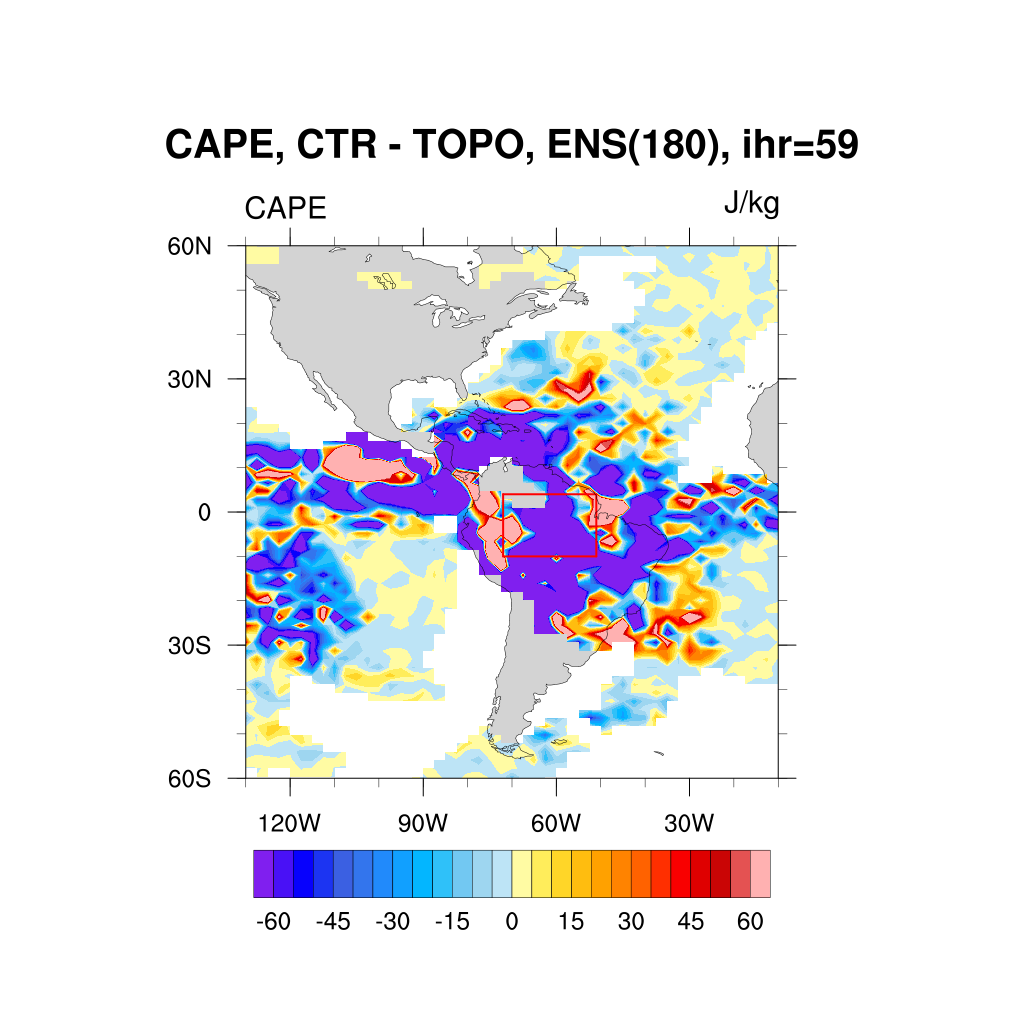 CAPE, CTR - TOPO, ENS(180), ihr=59
CAPE J/kg
60N
30N
0
30S
60S
120W 90W 60W 30W
-60 -45 -30 -15 0 15 30 45 60